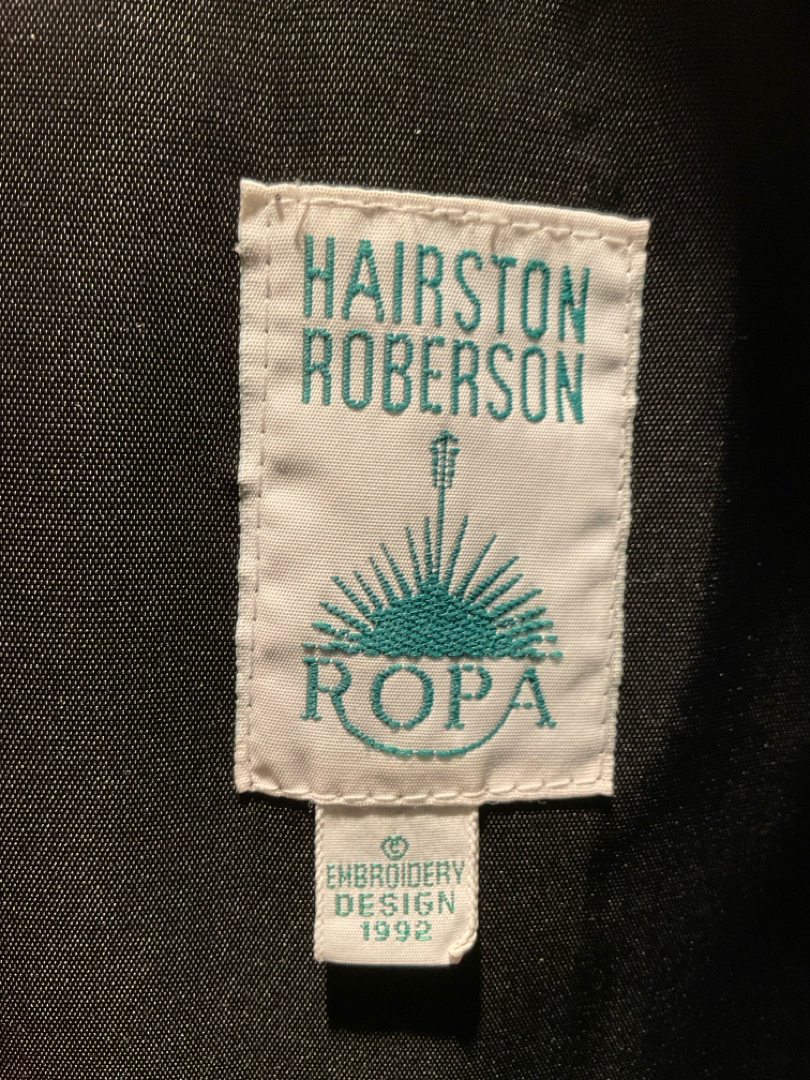 HAIRSTON
ROBERSON
ROPA
©
EMBROIDERY
DESIGN
1992